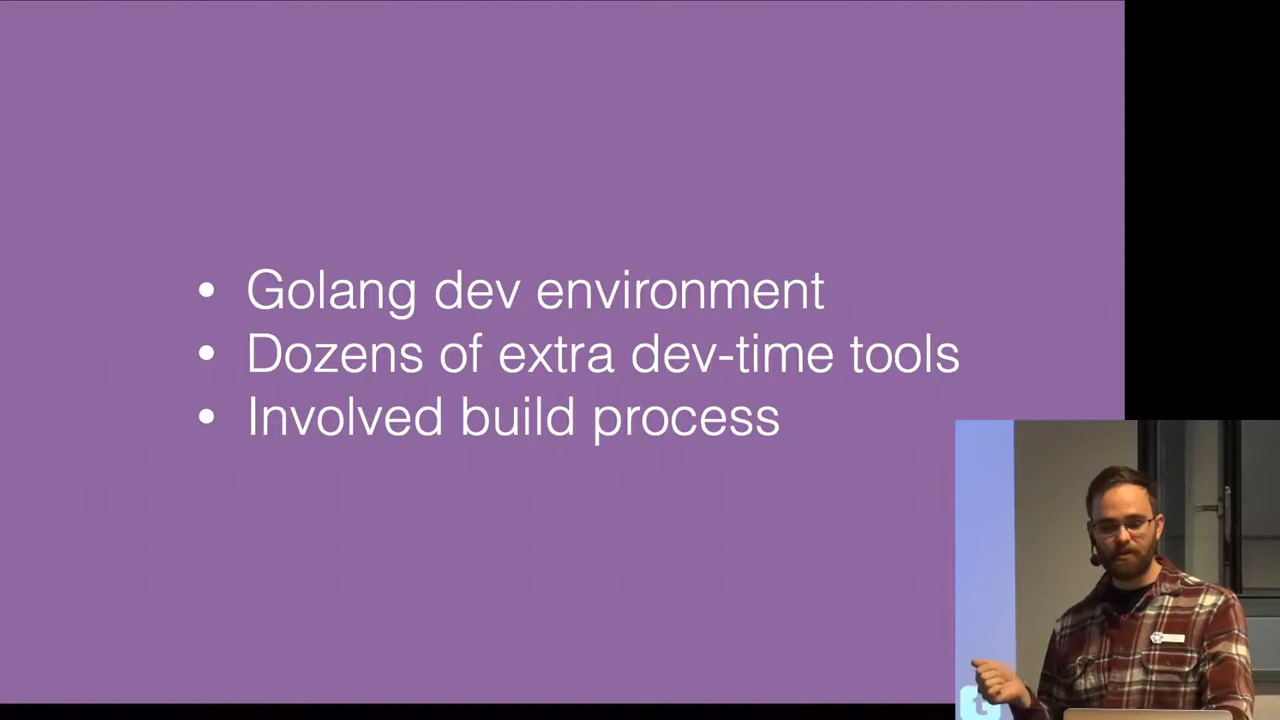 • Golang dev environment
• Dozens of extra dev-time tools
• Involved build process
t